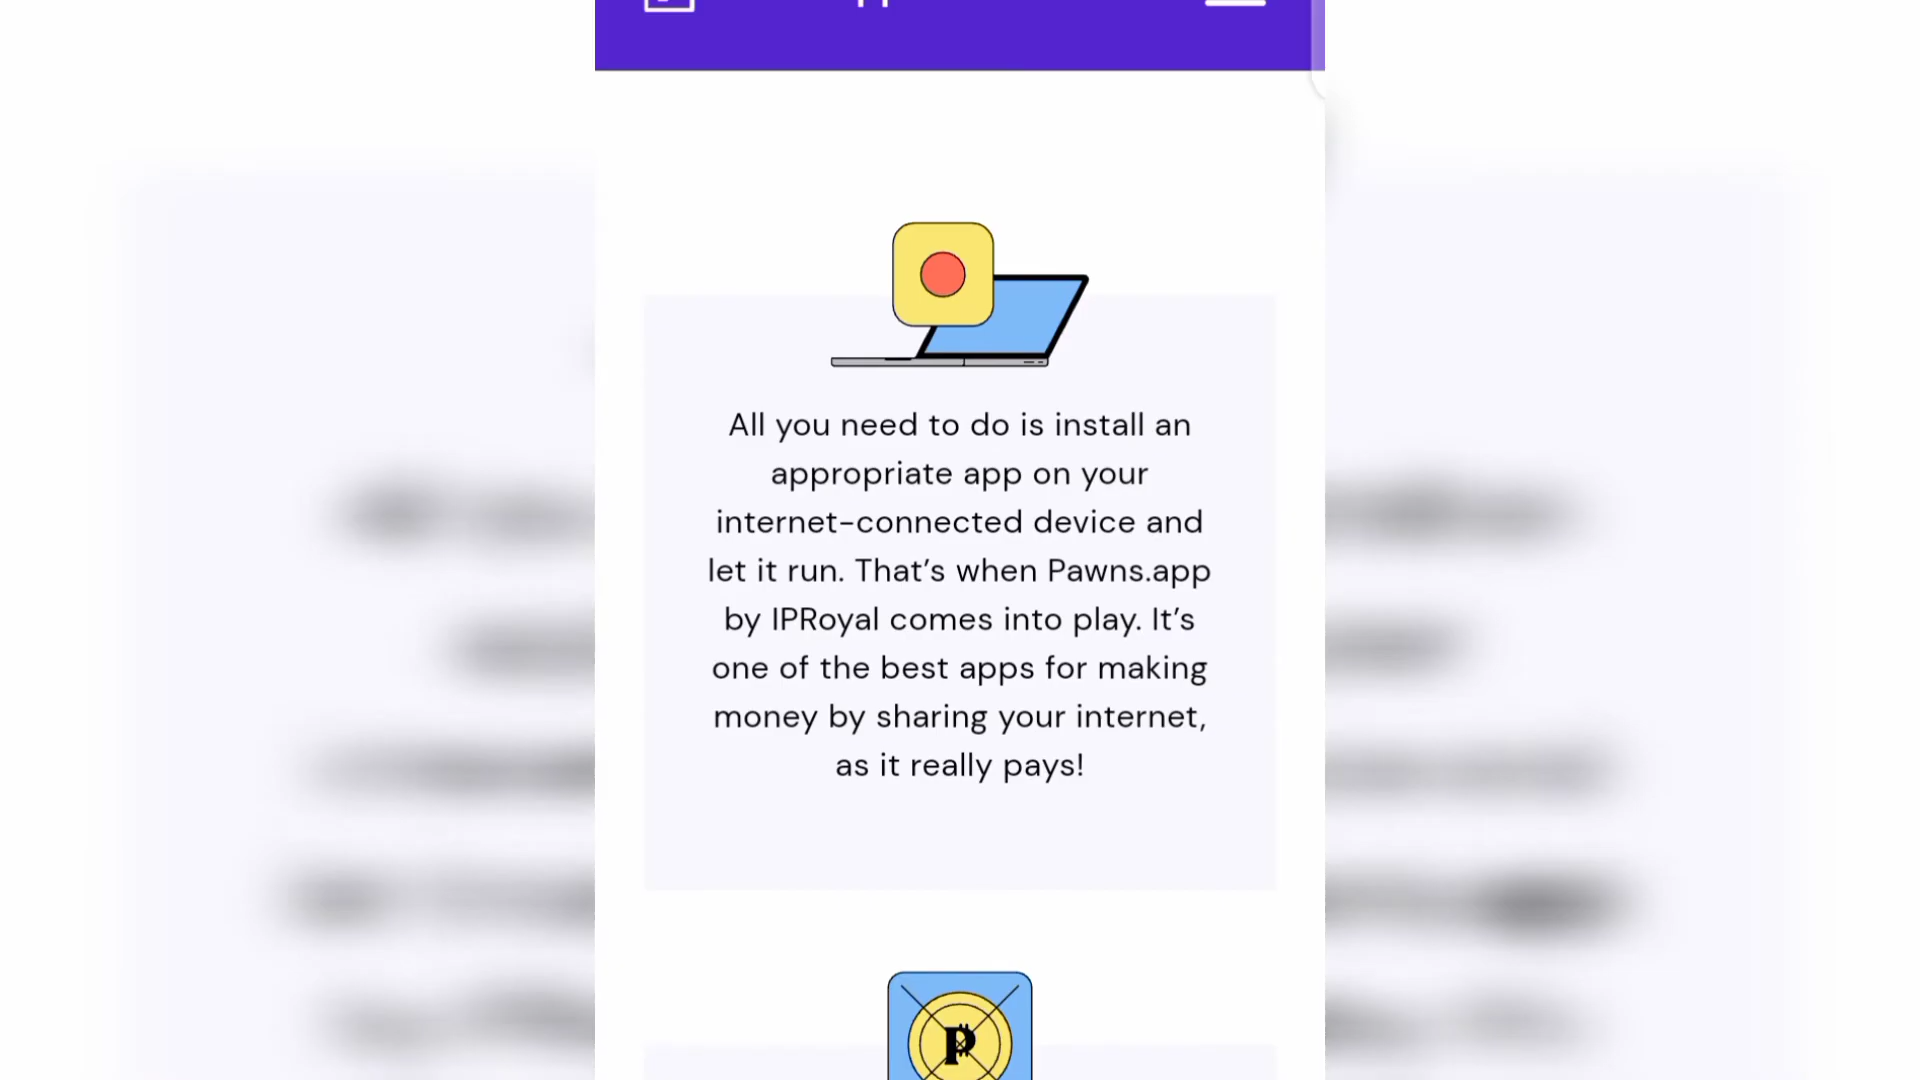 All you need to do is install an
appropriate app on your
internet-connected device and
let it run. That’s when Pawns.app
by IPRoyal comes into play. It’s
one of the best apps for making
money by sharing your internet,
as it really pays!